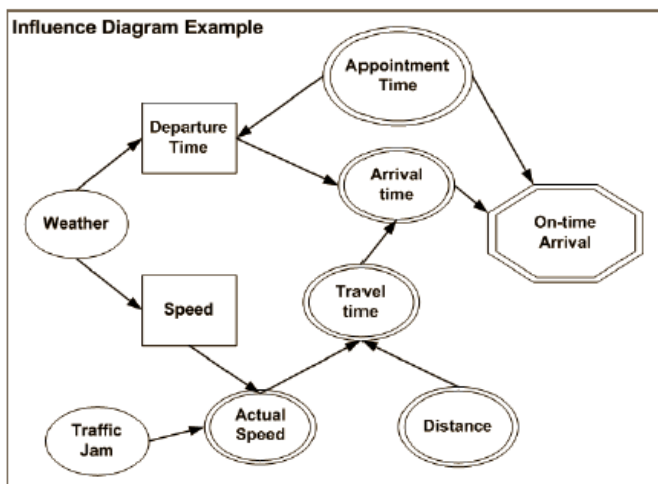 Influence Diagram Example
Appointment
Time
Departure
Time
Arrival
time
Weather
On-time
Arrival
Travel
time
Speed
Actual
Speed
Distance
Traffic
Jam